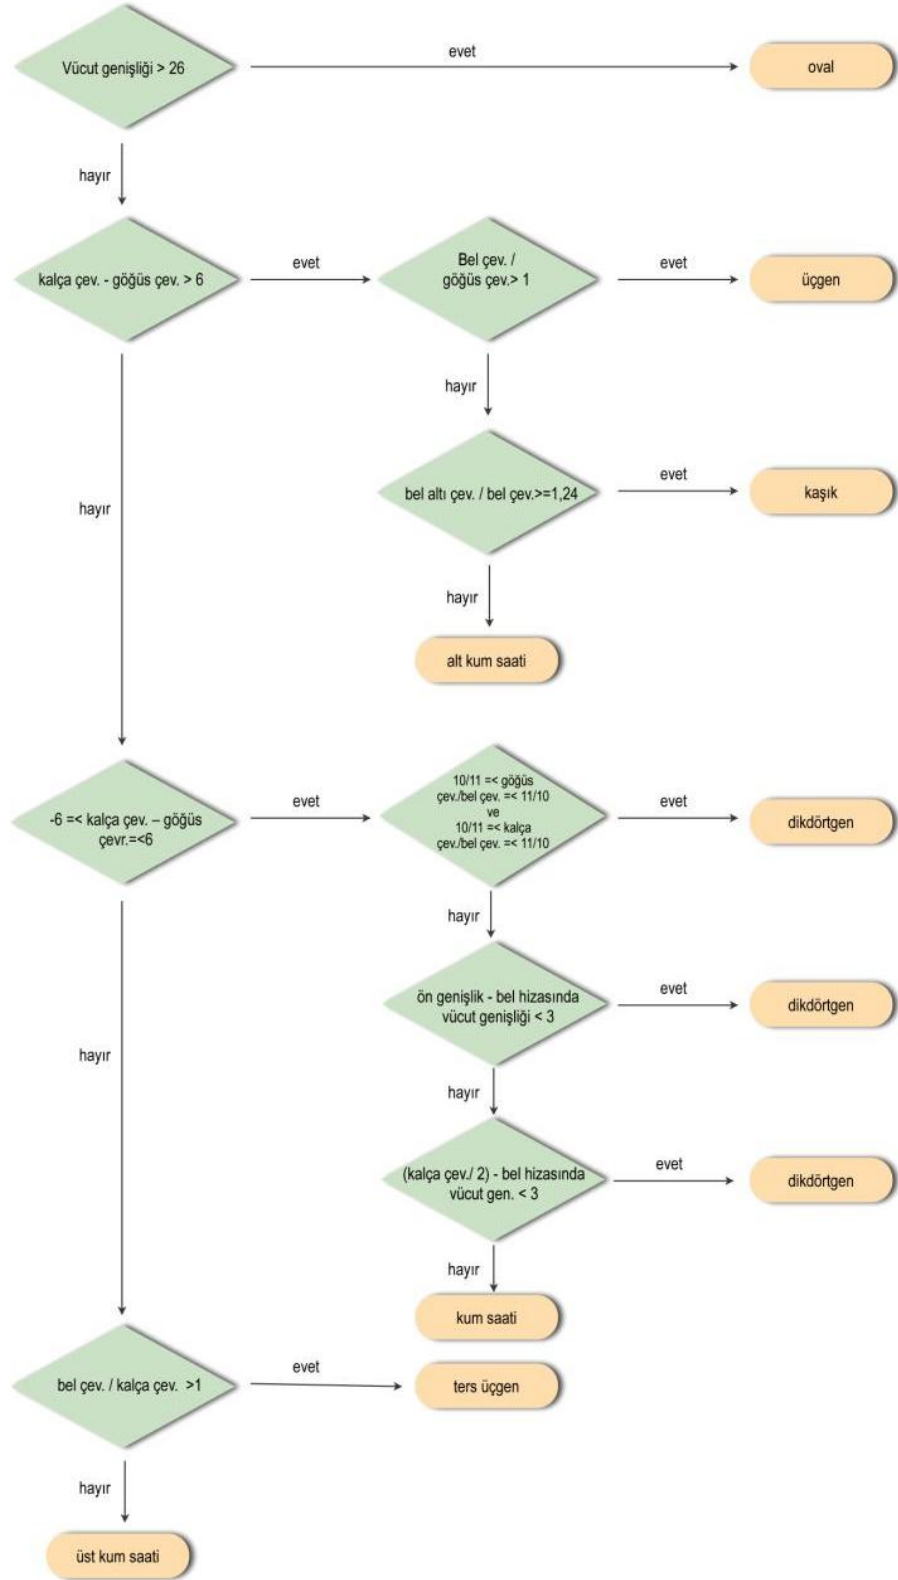 Vücut genişliği > 26
evet
oval
hayır
kalça çev. - göğüs çev. > 6
evet
Bel çev. /
göğüs çev.> 1
evet
üçgen
hayır
hayır
bel altı çev. / bel çev.>=1,24
evet
kaşık
hayır
alt kum saati
-6 =< kalça çev. – göğüs
çevr.=<6
evet
10/11 =< göğüs
çev./bel çev. =< 11/10
ve
10/11 =< kalça
çev./bel çev. =< 11/10
evet
dikdörtgen
hayır
hayır
ön genişlik - bel hizasında
vücut genişliği < 3
evet
dikdörtgen
hayır
(kalça çev./ 2) - bel hizasında
vücut gen. < 3
evet
dikdörtgen
hayır
kum saati
bel çev. / kalça çev. >1
evet
ters üçgen
hayır
üst kum saati